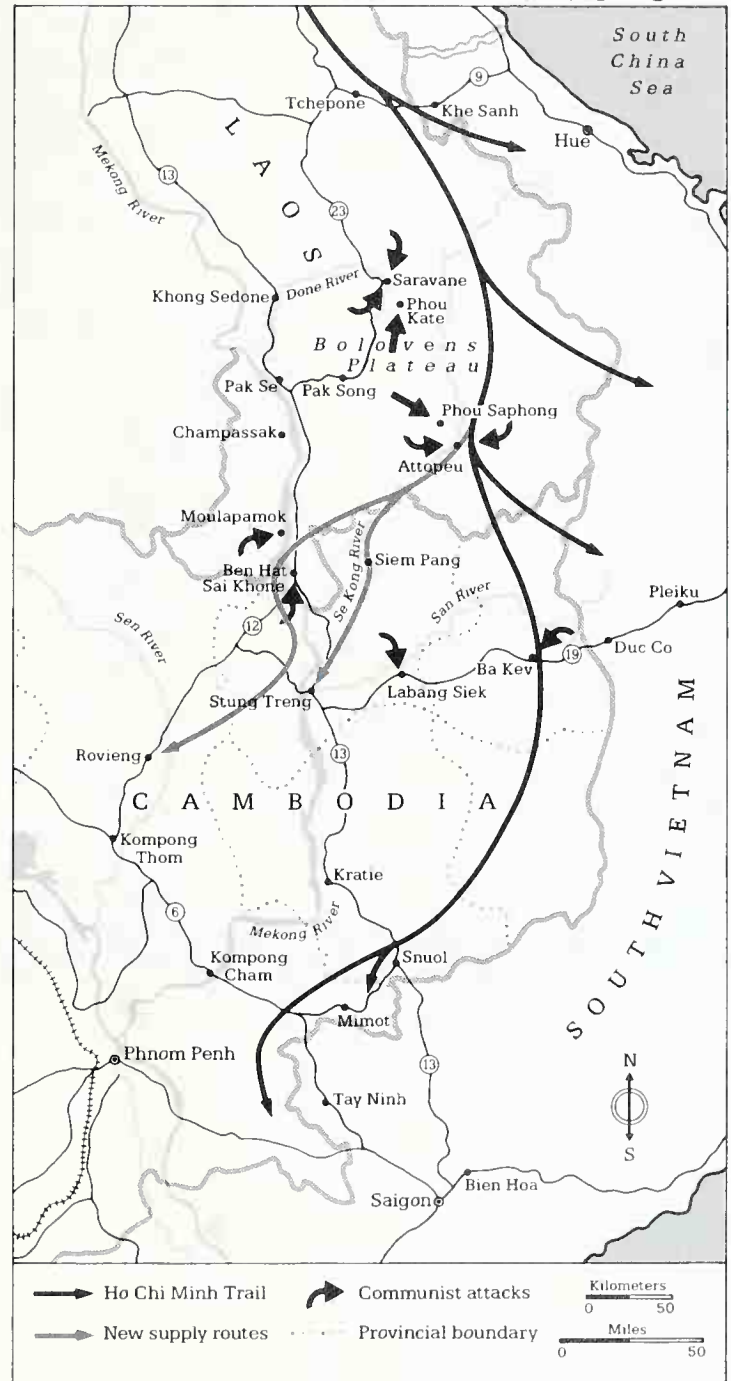 South
China
Sea
9
Tchepone
Khe Sanh
Hue
LAOS
Mekong River
13
23
Saravane
Done River
Khong Sedone
Phou
Kate
Bolovens
Plateau
Pak Se
Pak Song
Phou Saphong
Champassak
Attopeu
Moulapamok
Ben Hat
Sai Khone
Se Kong River
Siem Pang
San River
Pleiku
Sen River
12
Duc Co
19
Ba Kev
Labang Siek
Stung Treng
Rovieng
13
SOUTH VIETNAM
CAMBODIA
Kompong
Thom
Kratie
6
Mekong River
Snuol
Kompong
Cham
Mimot
Phnom Penh
13
N
S
Tay Ninh
Bien Hoa
Saigon
Ho Chi Minh Trail
Communist attacks
Kilometers
0 50
New supply routes
Provincial boundary
Miles
0 50